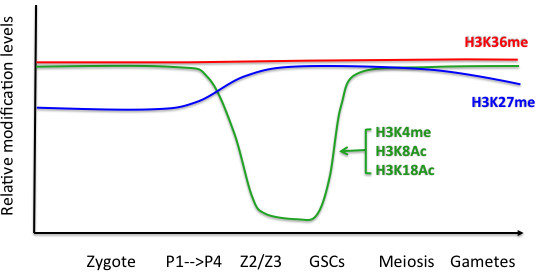 Relative modification levels
H3K36me
H3K27me
H3K4me
H3K8Ac
H3K18Ac
Zygote P1-->P4 Z2/Z3 GSCs Meiosis Gametes